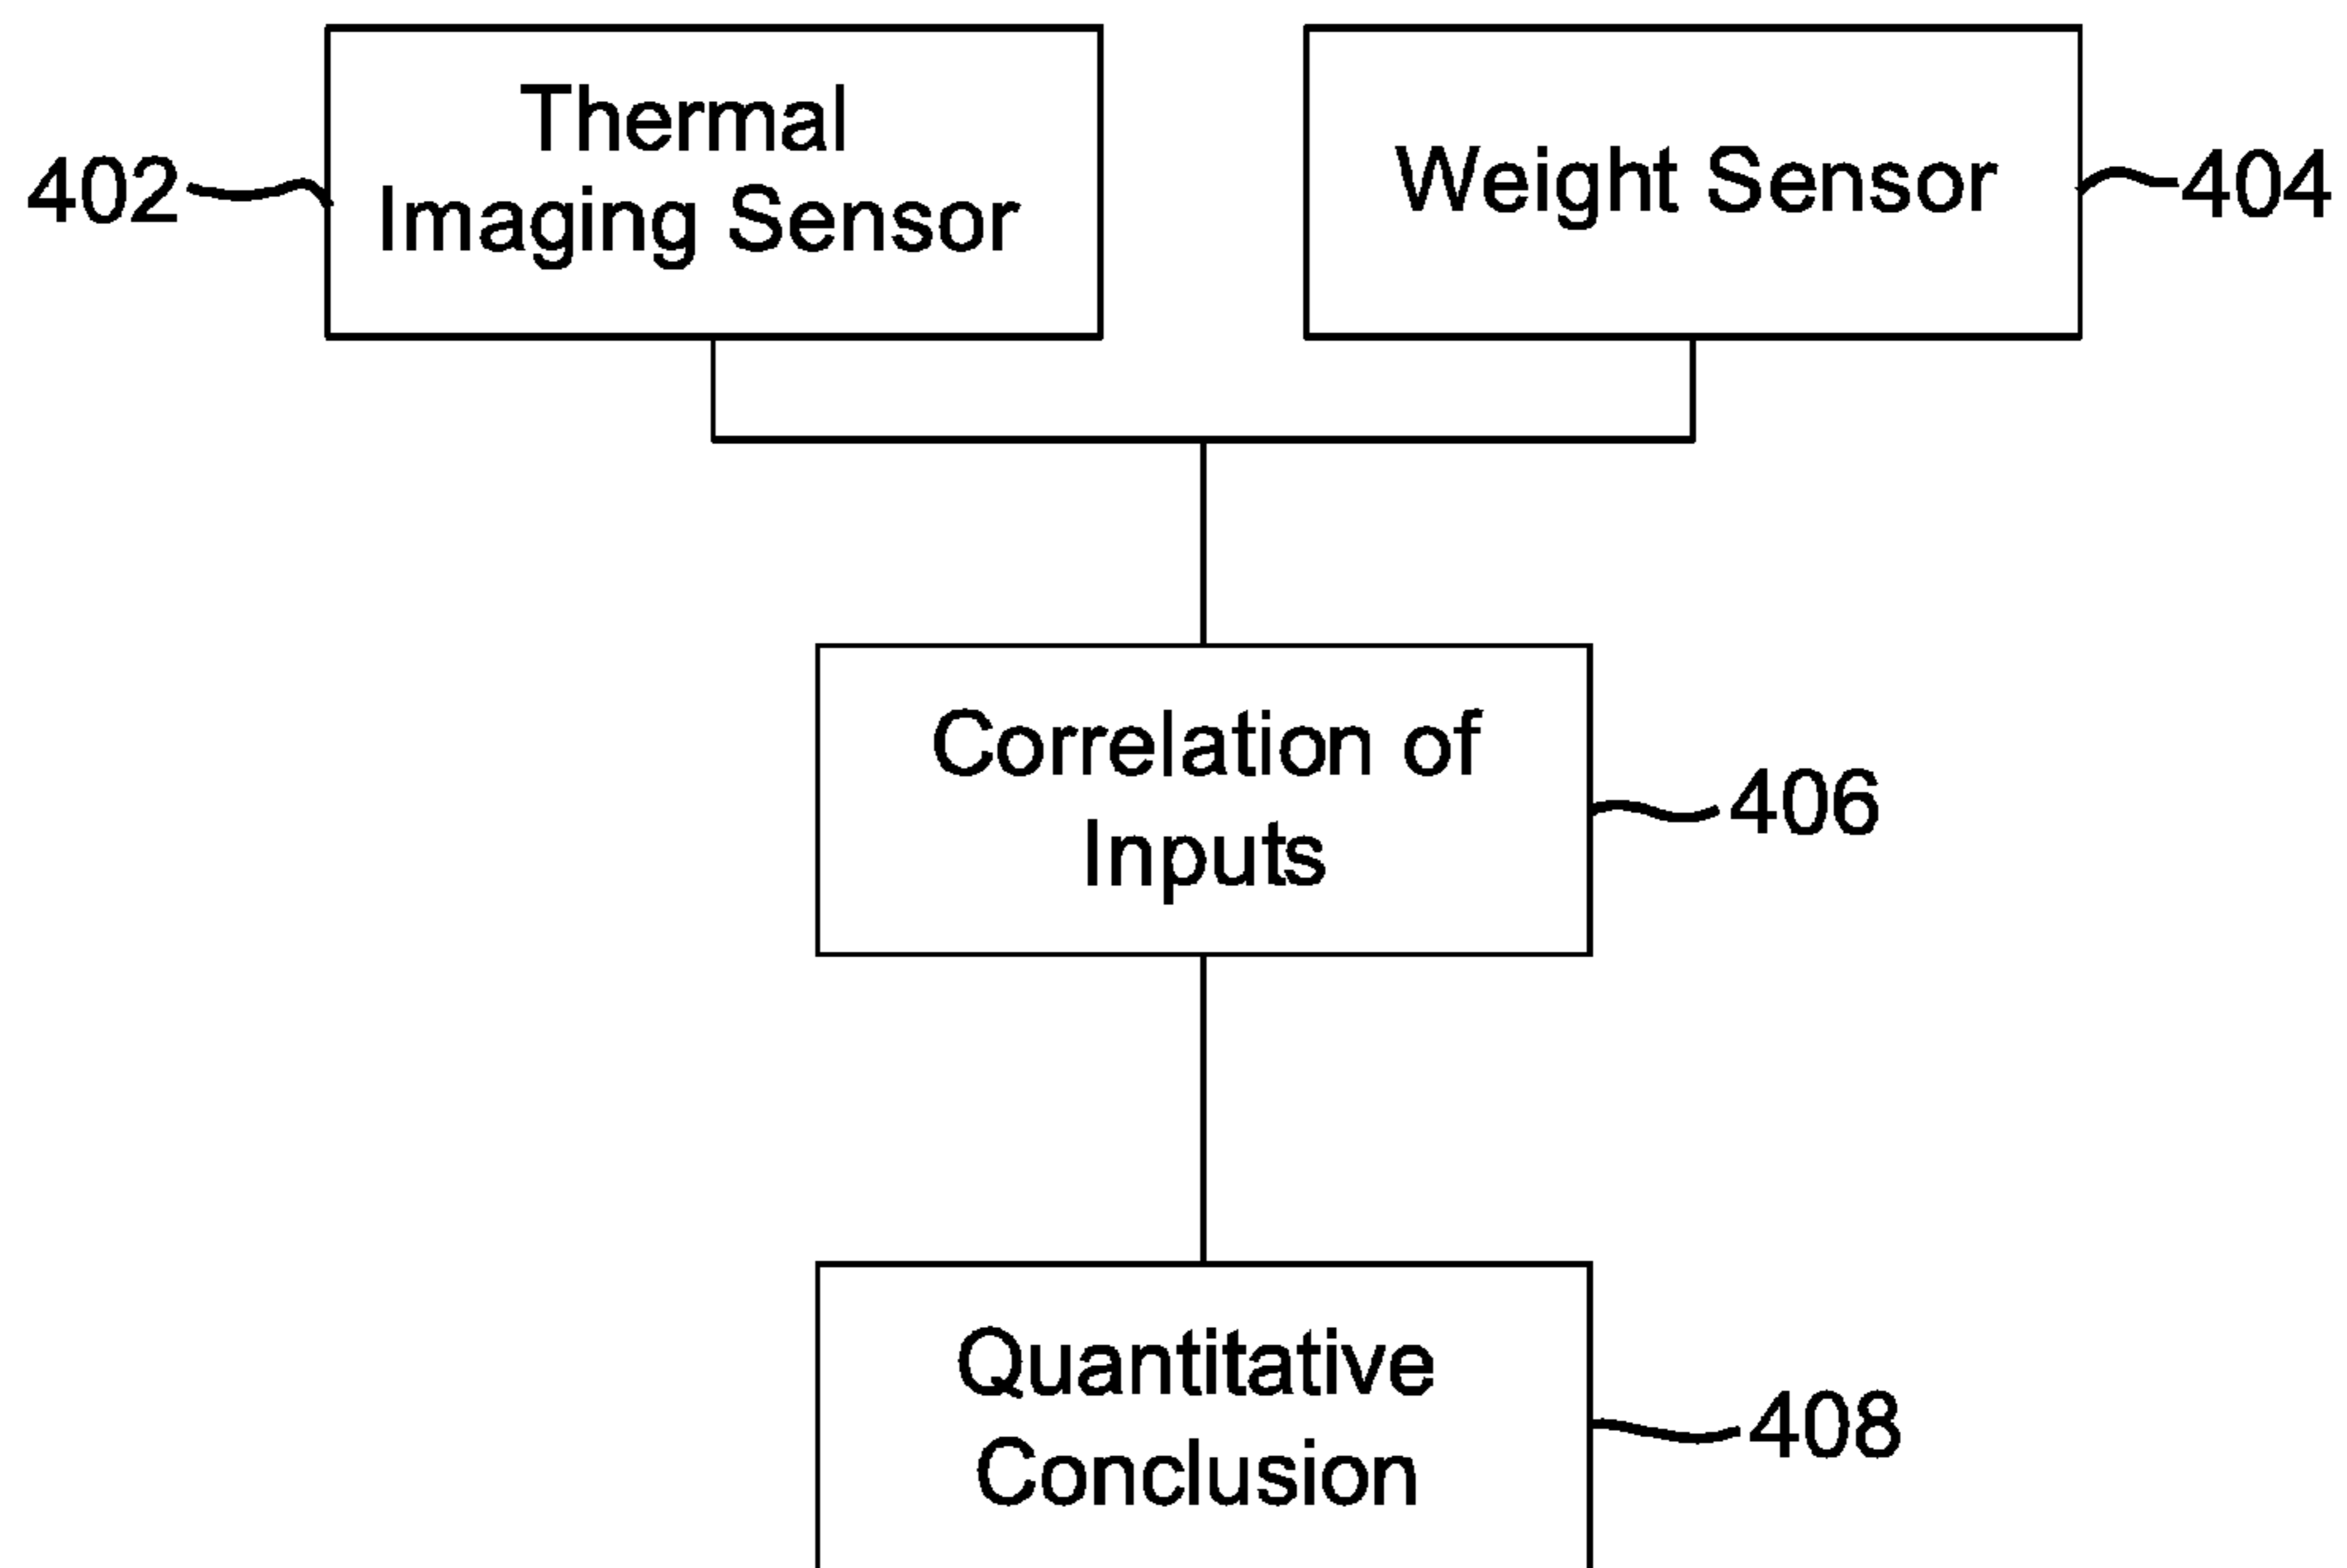 Thermal
Imaging Sensor
402
Weight Sensor
404
Correlation of
Inputs
406
Quantitative
Conclusion
408